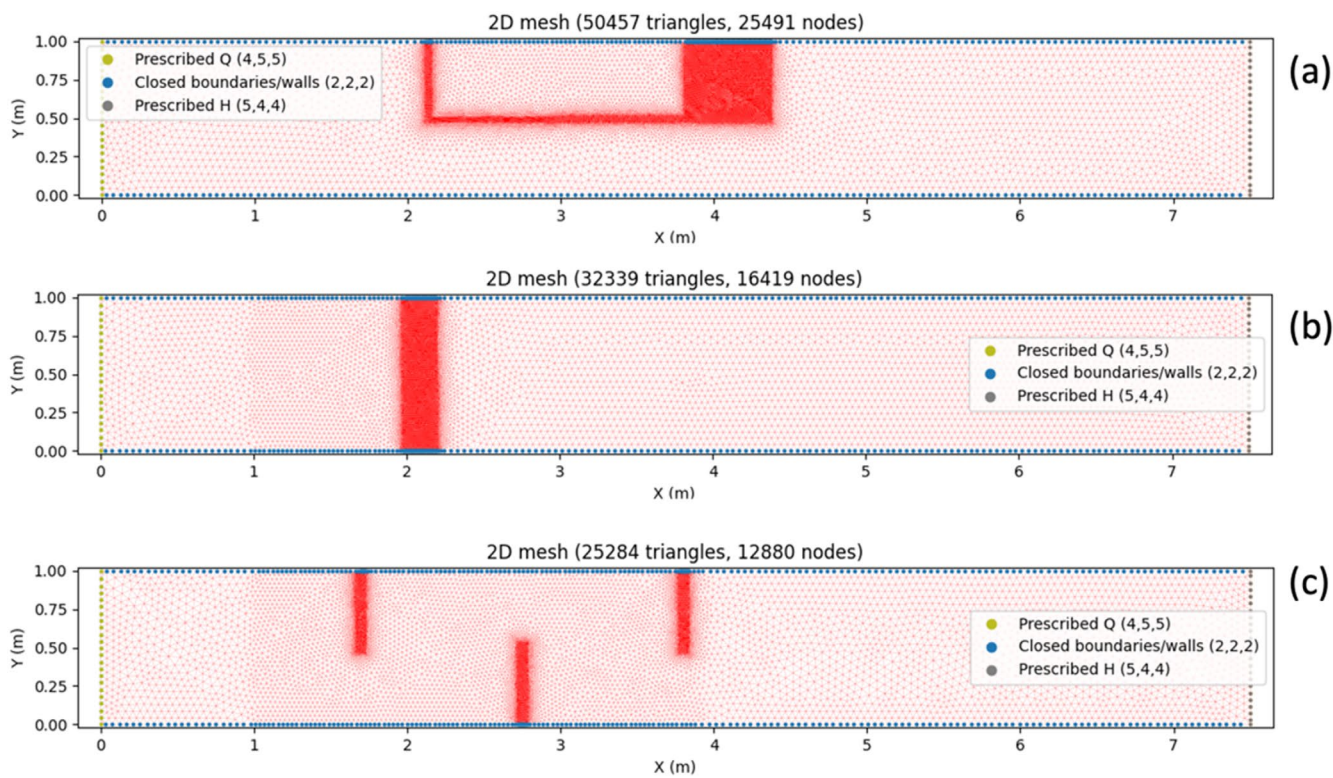 2D mesh (50457 triangles, 25491 nodes)
(a)
1.00
0.75
0.50
0.25
0.00
Y (m)
Prescribed Q (4,5,5)
Closed boundaries/walls (2,2,2)
Prescribed H (5,4,4)
0 1 2 3 4 5 6 7
X (m)
2D mesh (32339 triangles, 16419 nodes)
(b)
1.00
0.75
0.50
0.25
0.00
Y (m)
Prescribed Q (4,5,5)
Closed boundaries/walls (2,2,2)
Prescribed H (5,4,4)
0 1 2 3 4 5 6 7
X (m)
2D mesh (25284 triangles, 12880 nodes)
(c)
1.00
0.75
0.50
0.25
0.00
Y (m)
Prescribed Q (4,5,5)
Closed boundaries/walls (2,2,2)
Prescribed H (5,4,4)
0 1 2 3 4 5 6 7
X (m)